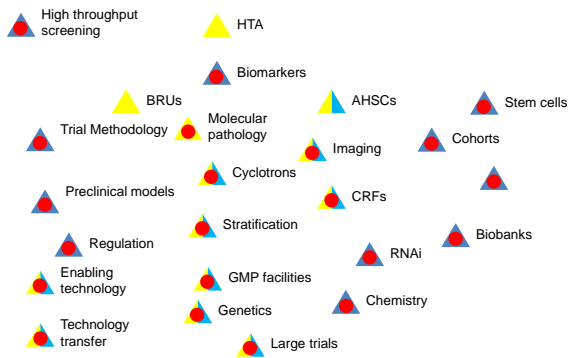 High throughput
screening
HTA
Biomarkers
BRUs
AHSCs
Stem cells
Trial Methodology
Molecular
pathology
Imaging
Cohorts
Cyclotrons
Preclinical models
CRFs
Stratification
Regulation
RNAi
Biobanks
Enabling
technology
GMP facilities
Genetics
Chemistry
Technology
transfer
Large trials